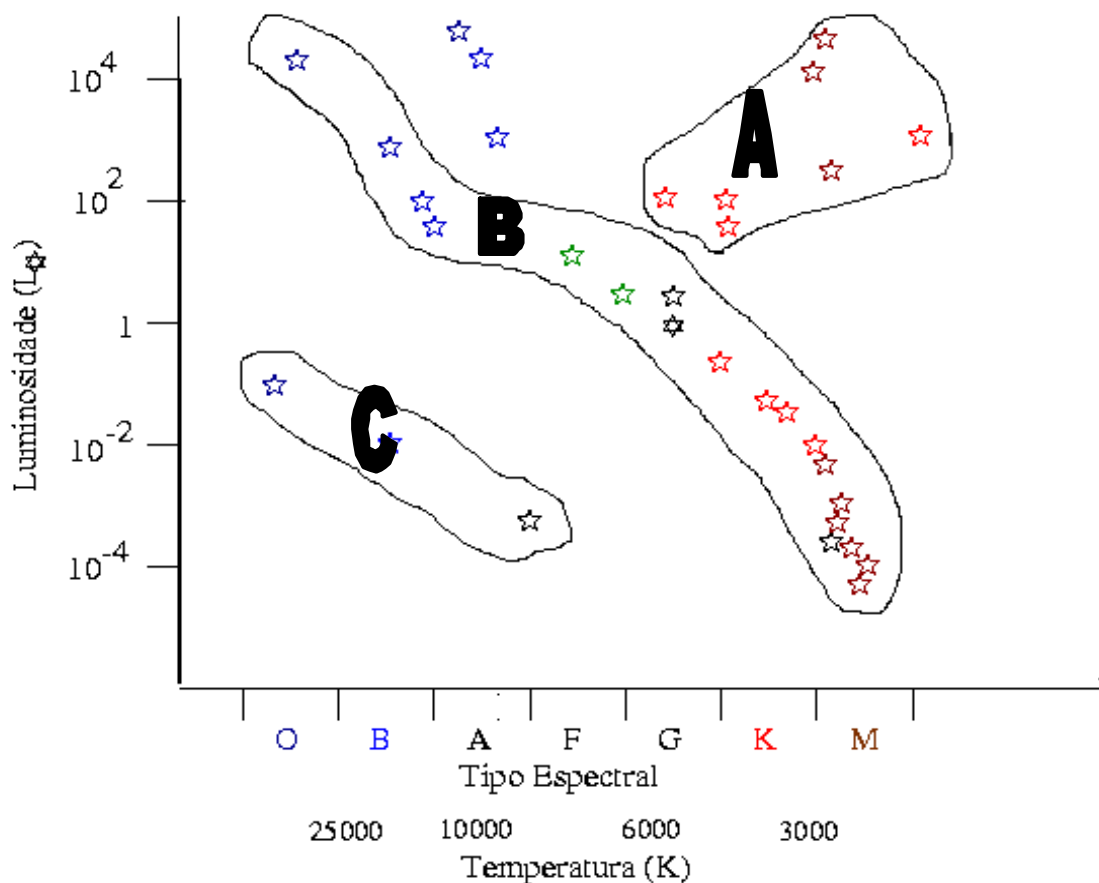 10^4
A
10^2
B
Luminosidade (L✡)
1
C
10^-2
10^-4
O B A F G K M
Tipo Espectral
25000 10000 6000 3000
Temperatura (K)